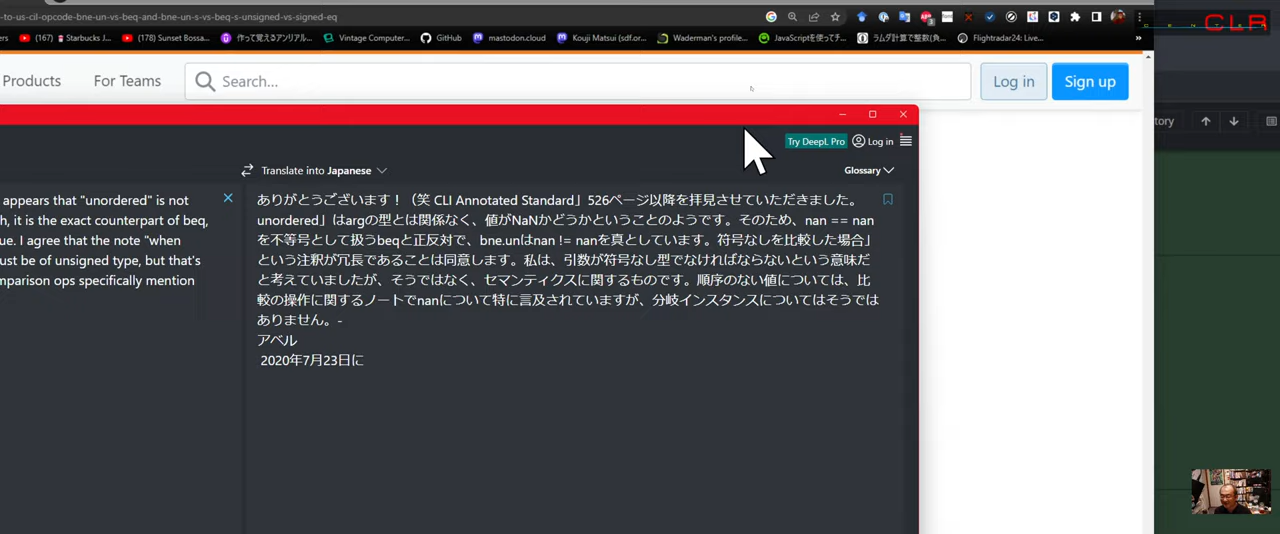 -to-us-cil-opcode-bne-un-vs-beq-and-bne-un-s-vs-beq-s-unsigned-vs-signed-eq
ers
(167) Starbucks J...
(178) Sunset Bossa...
作って覚えるアンリアル...
Vintage Computer...
GitHub
mastodon.cloud
Kouji Matsui (sdf.or...
Waderman's profile...
JavaScriptを使ってチ...
ラムダ計算で整数(負...
Flightradar24: Live...
»
CLR
Products
For Teams
Search...
Log in
Sign up
tory
Try DeepL Pro
Log in
Translate into Japanese
Glossary
appears that "unordered" is not
h, it is the exact counterpart of beq,
ue. I agree that the note "when
ust be of unsigned type, but that's
mparison ops specifically mention
ありがとうございます！（笑 CLI Annotated Standard」526ページ以降を拝見させていただきました。
unordered」はargの型とは関係なく、値がNaNかどうかということのようです。そのため、nan == nan
を不等号として扱うbeqと正反対で、bne.unはnan != nanを真としています。符号なしを比較した場合」
という注釈が冗長であることは同意します。私は、引数が符号なし型でなければならないという意味だ
と考えていましたが、そうではなく、セマンティクスに関するものです。順序のない値については、比
較の操作に関するノートでnanについて特に言及されていますが、分岐インスタンスについてはそうでは
ありません。-
アベル
2020年7月23日に